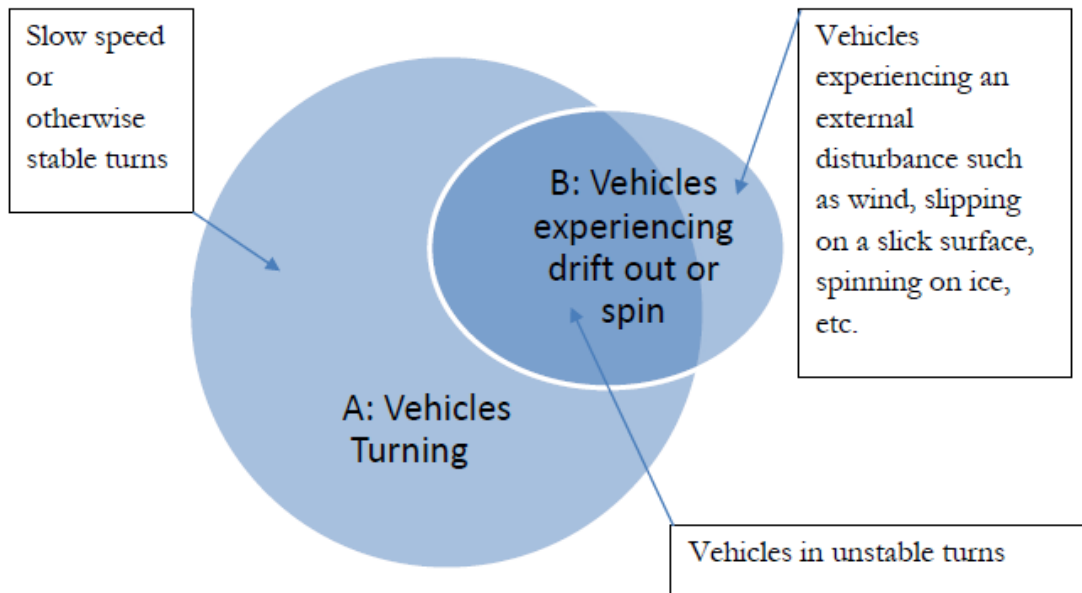 Slow speed
or
otherwise
stable turns
Vehicles
experiencing an
external
disturbance such
as wind, slipping
on a slick surface,
spinning on ice,
etc.
B: Vehicles
experiencing
drift out or
spin
A: Vehicles
Turning
Vehicles in unstable turns